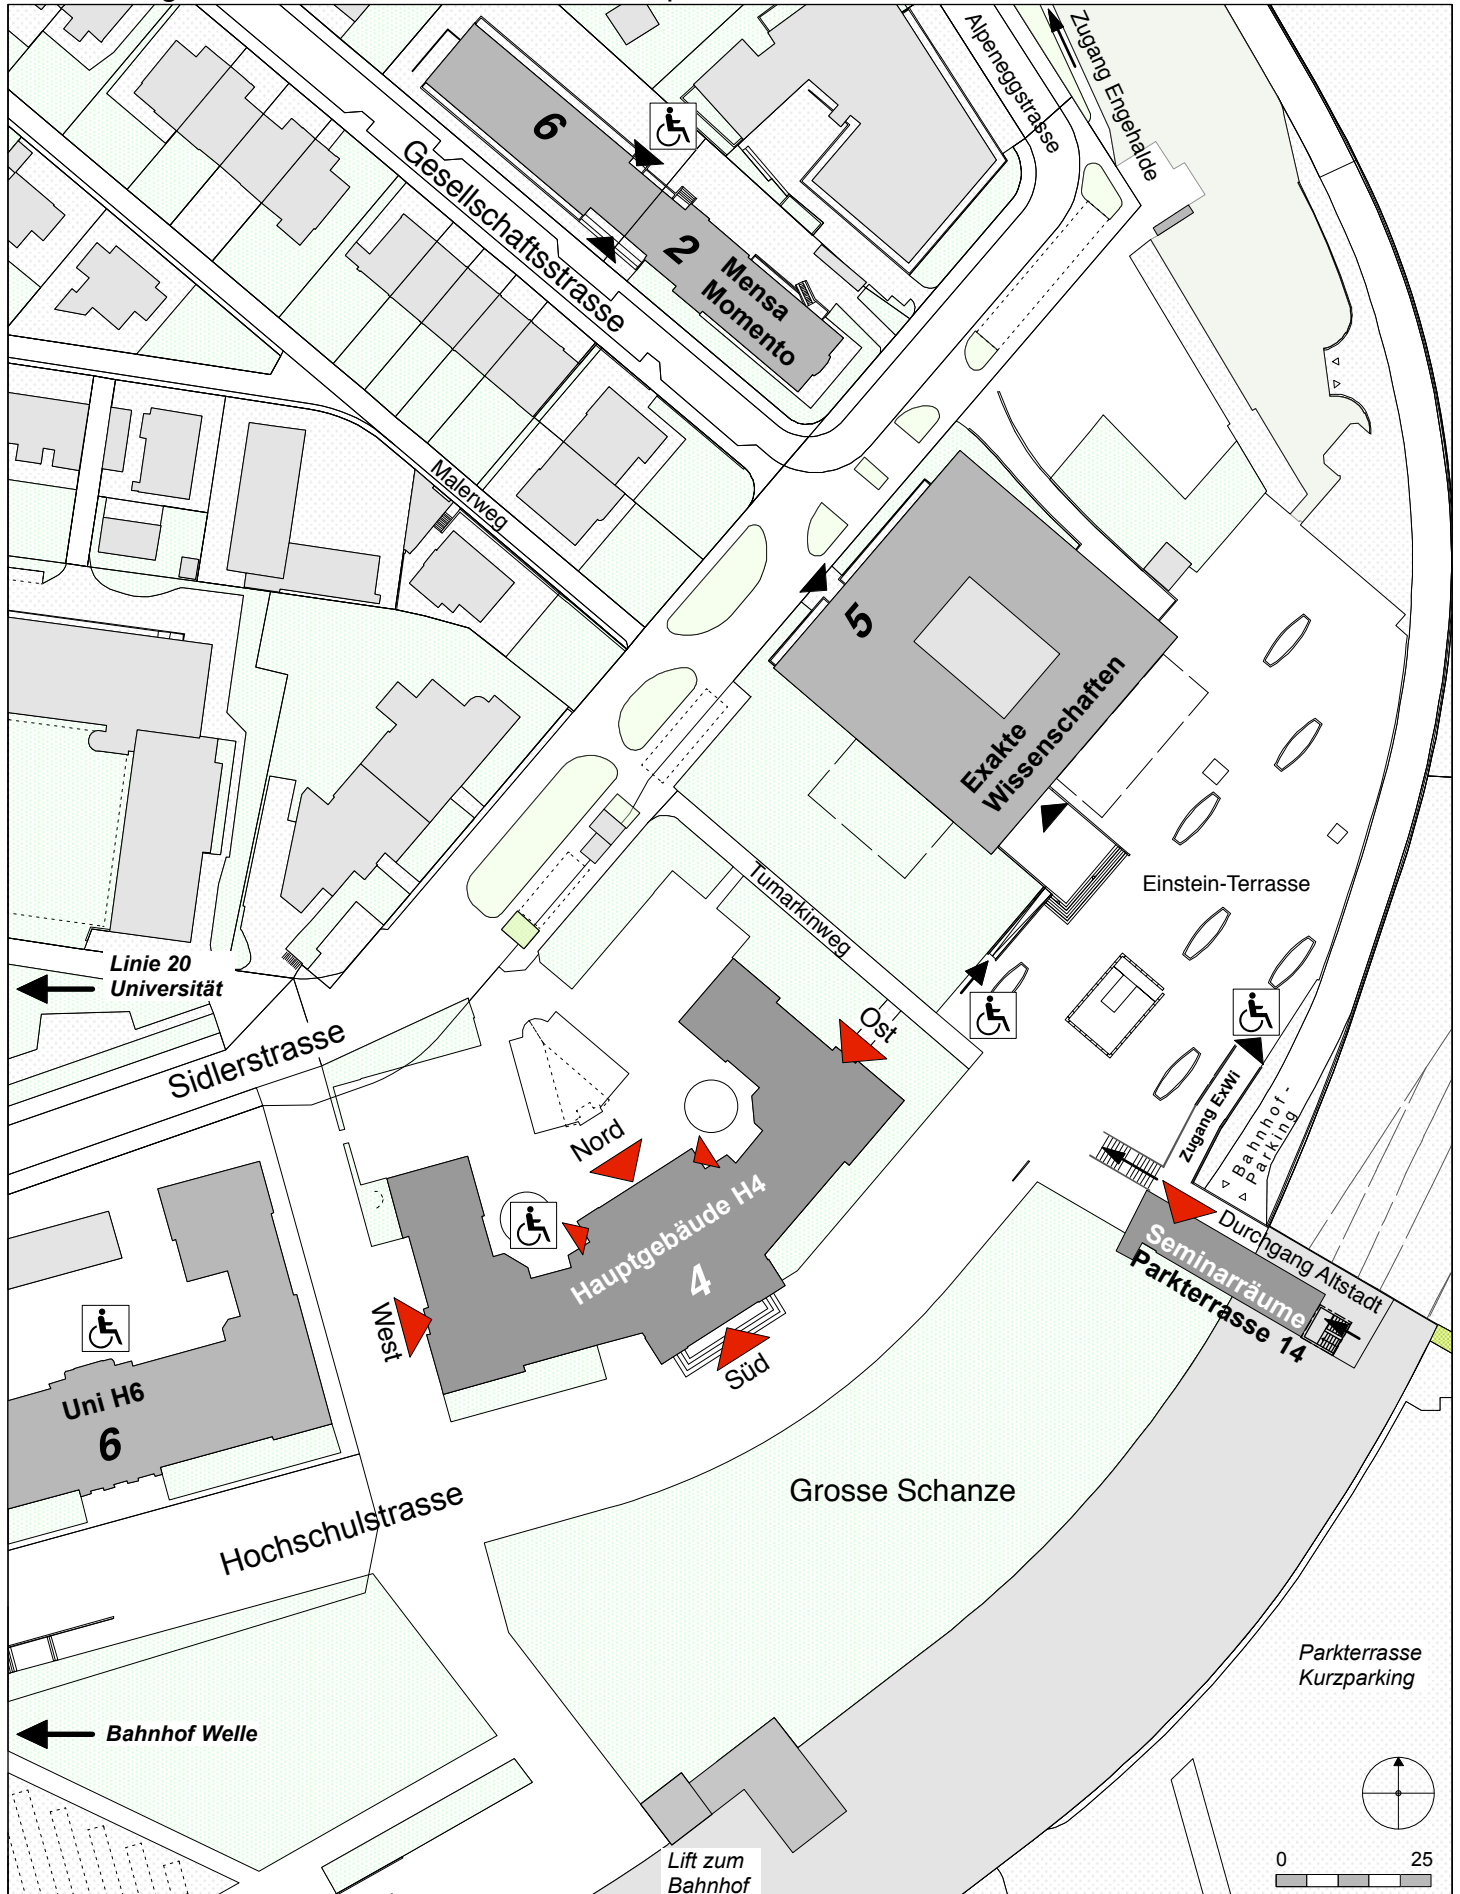 Alpeneggstrasse
Zugang Engehalde
6
Gesellschaftsstrasse
2
Mensa
Momento
Malerweg
5
Exakte
Wissenschaften
Einstein-Terrasse
Tumarkinweg
Linie 20
Universität
Sidlerstrasse
Ost
Nord
Zugang ExWi
Bahnhof-
Parking
Hauptgebäude H4
4
West
Süd
Durchgang Altstadt
Seminarräume
Parkterrasse 14
Uni H6
6
Hochschulstrasse
Grosse Schanze
Parkterrasse
Kurzparking
Bahnhof Welle
Lift zum
Bahnhof
0 25